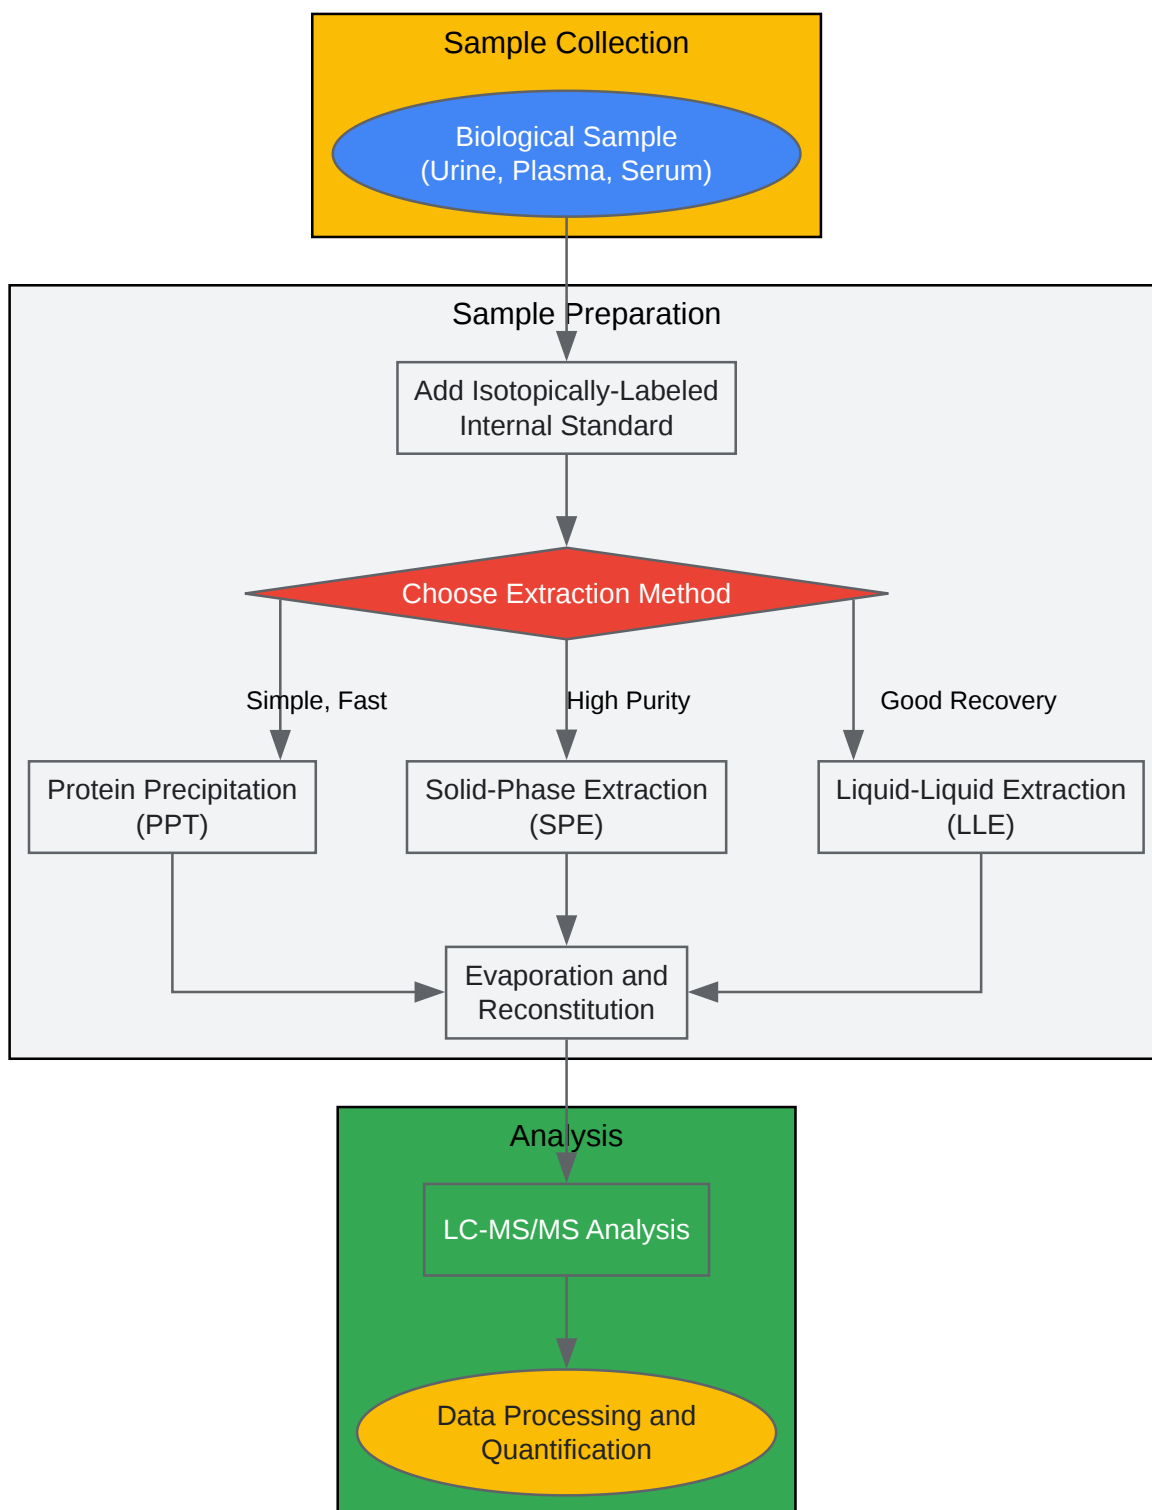 Sample Collection
Biological Sample
(Urine, Plasma, Serum)
Sample Preparation
Add Isotopically-Labeled
Internal Standard
Choose Extraction Method
Simple, Fast
High Purity
Good Recovery
Protein Precipitation
(PPT)
Solid-Phase Extraction
(SPE)
Liquid-Liquid Extraction
(LLE)
Evaporation and
Reconstitution
Analysis
LC-MS/MS Analysis
Data Processing and
Quantification